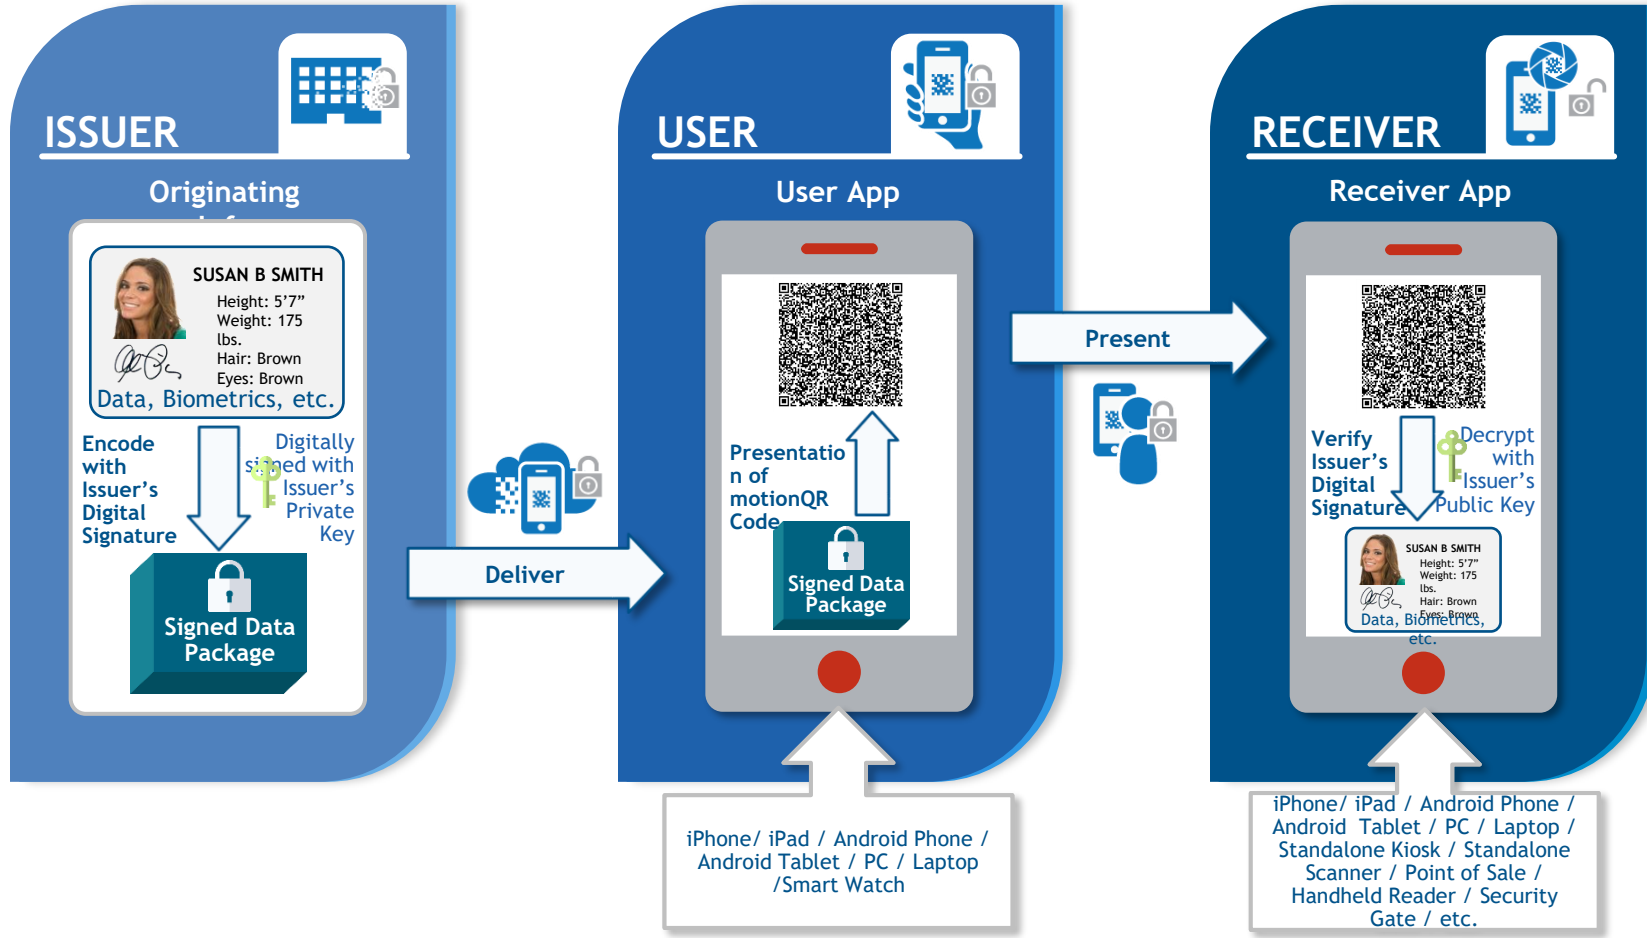 ISSUER
Originating
SUSAN B SMITH
Height: 5’7”
Weight: 175
lbs.
Hair: Brown
Eyes: Brown
Data, Biometrics, etc.
Encode
with
Issuer’s
Digital
Signature
Digitally
signed with
Issuer’s
Private
Key
Signed Data
Package
Deliver
USER
User App
Presentatio
n of
motionQR
Code
Signed Data
Package
iPhone/ iPad / Android Phone /
Android Tablet / PC / Laptop
/Smart Watch
Present
RECEIVER
Receiver App
Verify
Issuer’s
Digital
Signature
Decrypt
with
Issuer’s
Public Key
SUSAN B SMITH
Height: 5’7”
Weight: 175
lbs.
Hair: Brown
Eyes: Brown
Data, Biometrics,
etc.
iPhone/ iPad / Android Phone /
Android Tablet / PC / Laptop /
Standalone Kiosk / Standalone
Scanner / Point of Sale /
Handheld Reader / Security
Gate / etc.